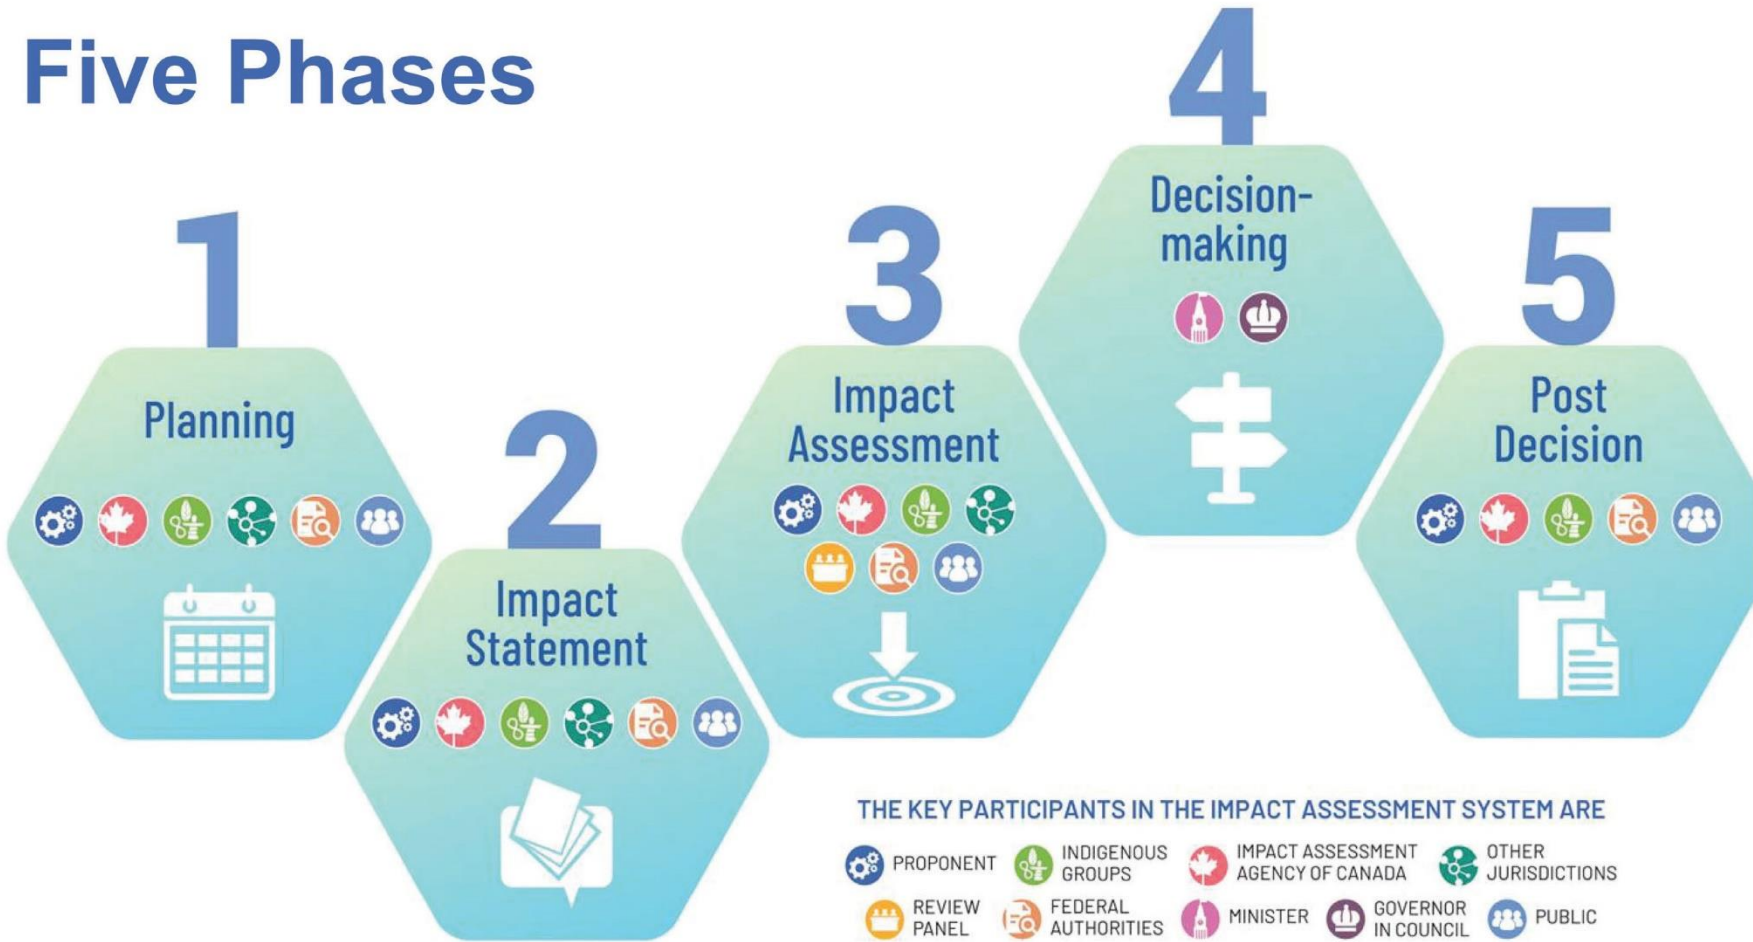 Five Phases
1
Planning
2
Impact
Statement
3
Impact
Assessment
4
Decision-
making
5
Post
Decision
THE KEY PARTICIPANTS IN THE IMPACT ASSESSMENT SYSTEM ARE
PROPONENT
INDIGENOUS
GROUPS
IMPACT ASSESSMENT
AGENCY OF CANADA
OTHER
JURISDICTIONS
REVIEW
PANEL
FEDERAL
AUTHORITIES
MINISTER
GOVERNOR
IN COUNCIL
PUBLIC